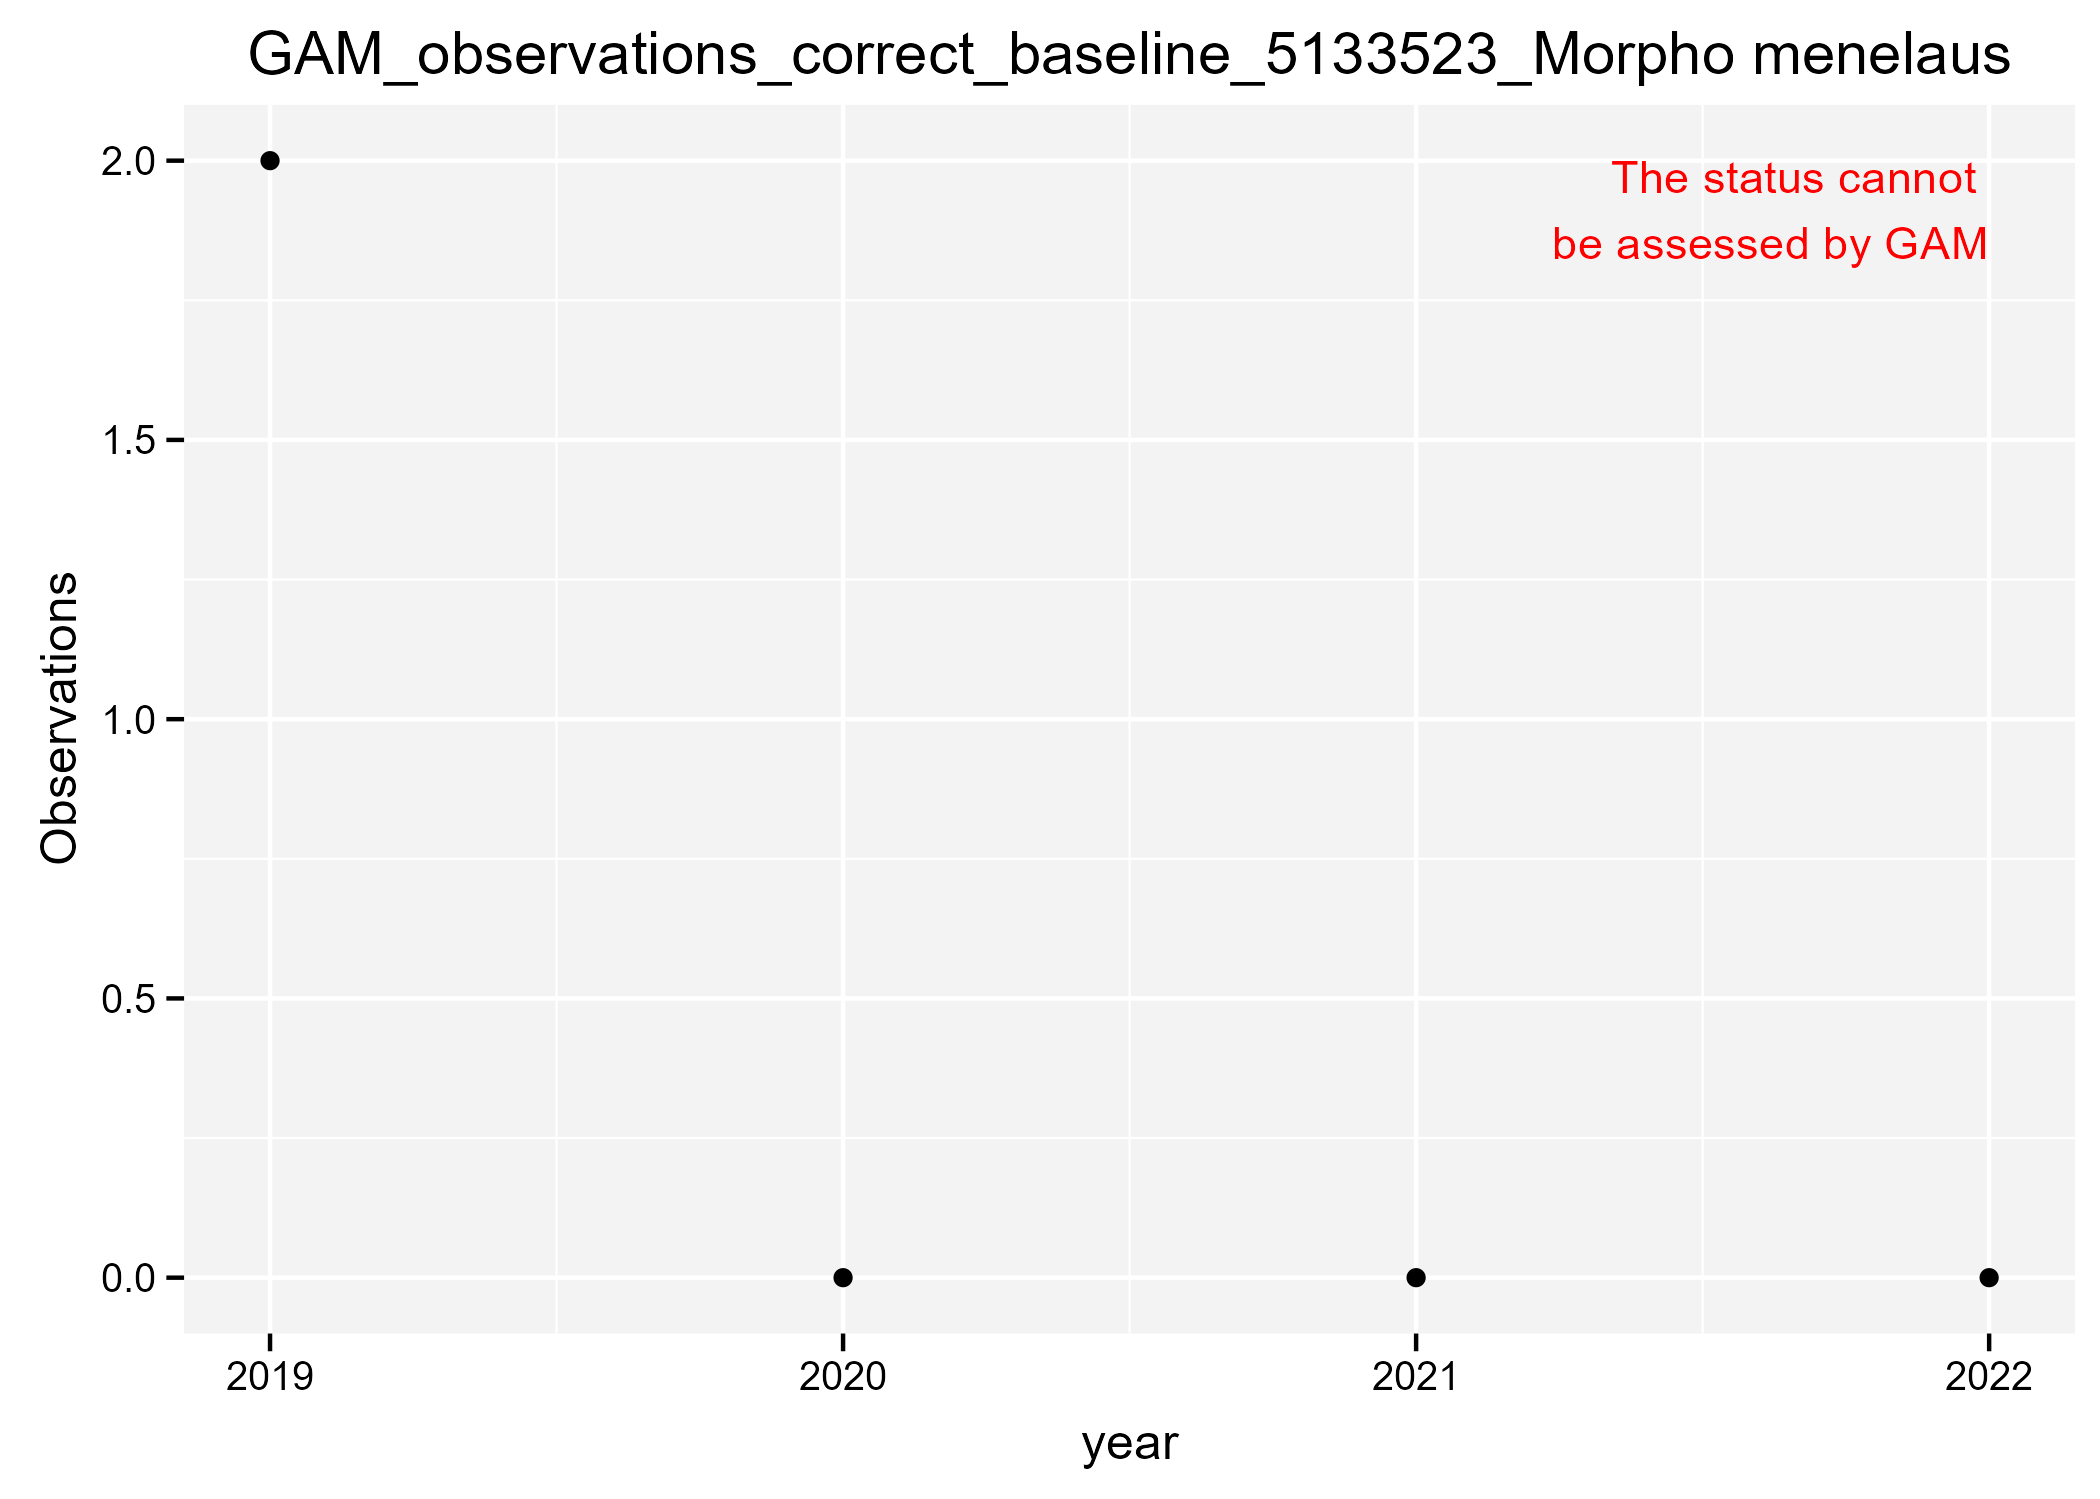 GAM_observations_correct_baseline_5133523_Morpho menelaus
The status cannot
be assessed by GAM
2.0
1.5
1.0
0.5
0.0
Observations
2019
2020
2021
2022
year